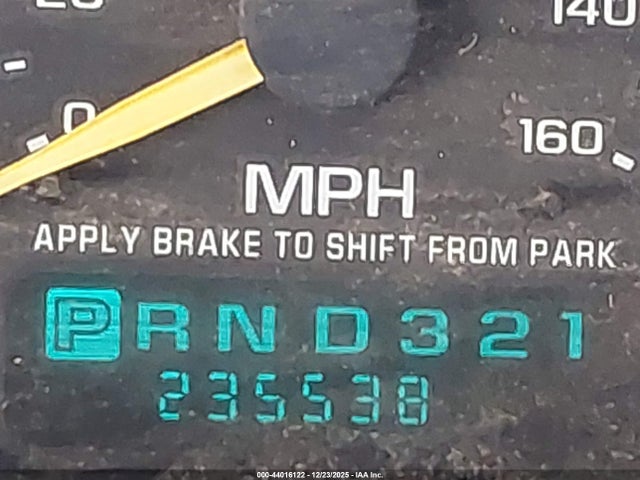 20 140
0 160
MPH
APPLY BRAKE TO SHIFT FROM PARK
P R N D 3 2 1
235538
000-44016122 - 12/23/2025 - IAA Inc.